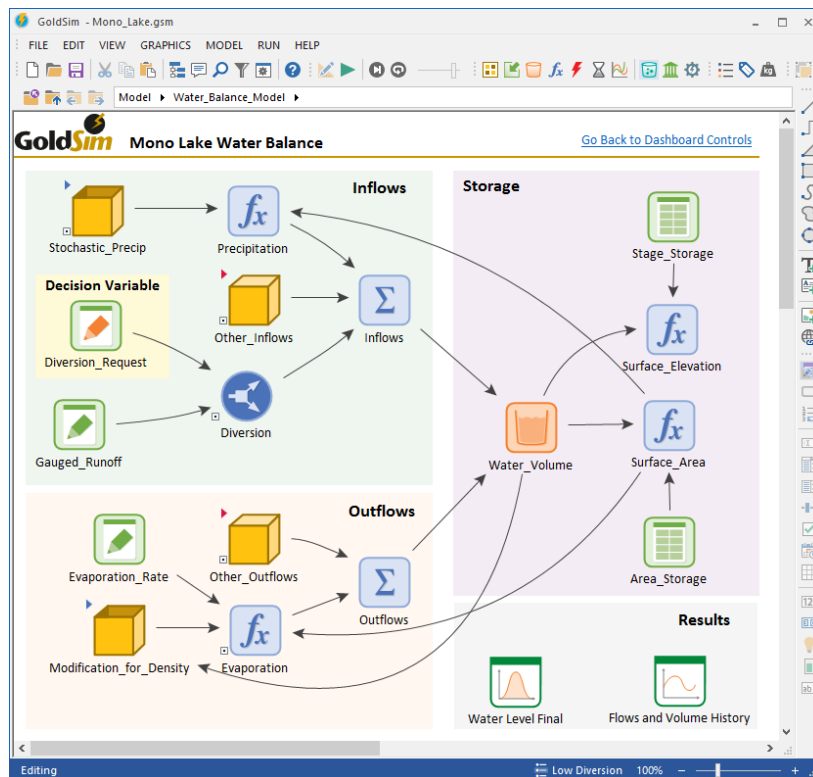 GoldSim - Mono_Lake.gsm
FILE EDIT VIEW GRAPHICS MODEL RUN HELP
Model Water_Balance_Model
GoldSim Mono Lake Water Balance Go Back to Dashboard Controls
Inflows
Stochastic_Precip
Precipitation
Decision Variable
Diversion_Request
Other_Inflows
Inflows
Gauged_Runoff
Diversion
Storage
Stage_Storage
Surface_Elevation
Water_Volume
Surface_Area
Area_Storage
Outflows
Evaporation_Rate
Other_Outflows
Outflows
Modification_for_Density
Evaporation
Results
Water Level Final
Flows and Volume History
Editing Low Diversion 100%